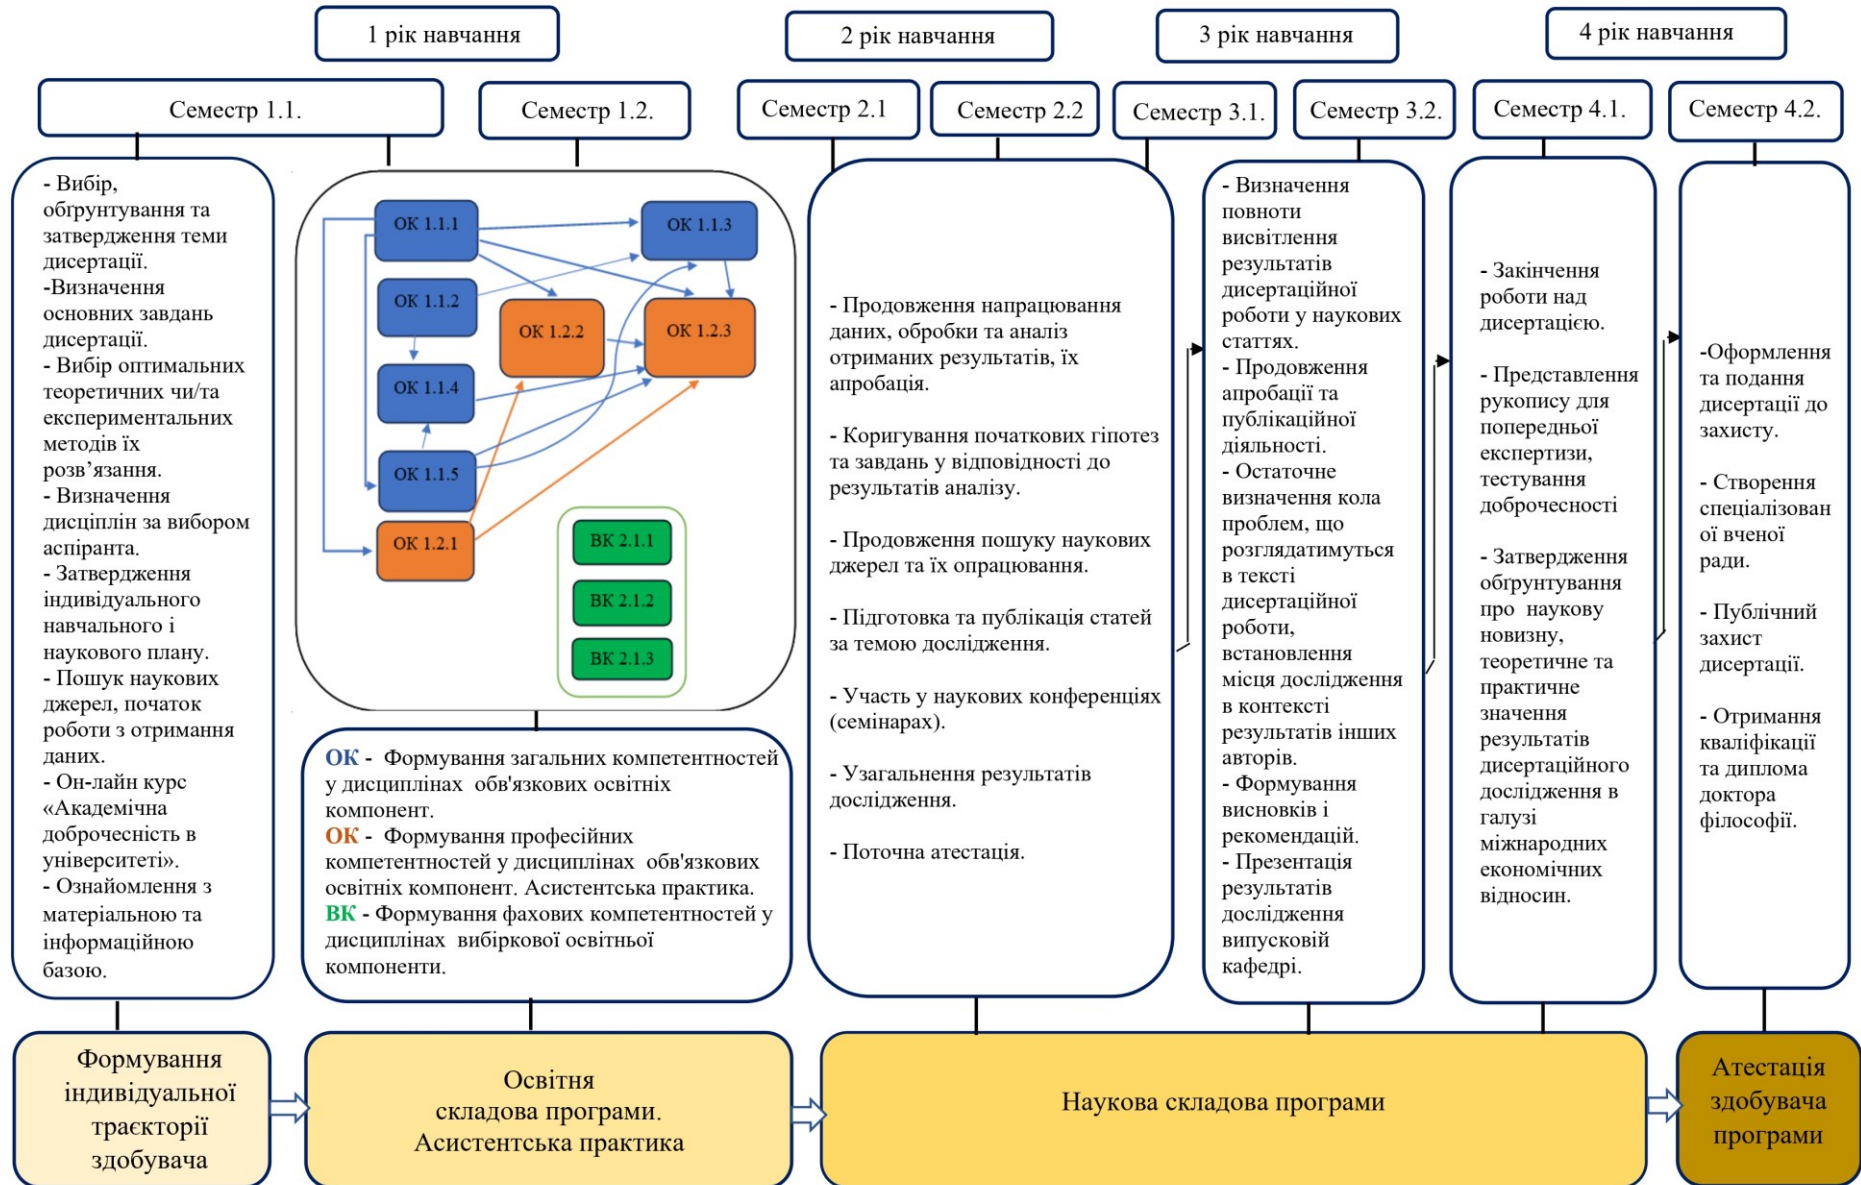 1 рік навчання
2 рік навчання
3 рік навчання
4 рік навчання
Семестр 1.1.
Семестр 1.2.
Семестр 2.1
Семестр 2.2
Семестр 3.1.
Семестр 3.2.
Семестр 4.1.
Семестр 4.2.
- Вибір,
обґрунтування та
затвердження теми
дисертації.
-Визначення
основних завдань
дисертації.
- Вибір оптимальних
теоретичних чи/та
експериментальних
методів їх
розв’язання.
- Визначення
дисціплін за вибором
аспіранта.
- Затвердження
індивідуального
навчального і
наукового плану.
- Пошук наукових
джерел, початок
роботи з отримання
даних.
- Он-лайн курс
«Академічна
доброчесність в
університеті».
- Ознайомлення з
матеріальною та
інформаційною
базою.
ОК 1.1.1
ОК 1.1.3
ОК 1.1.2
ОК 1.2.2
ОК 1.2.3
ОК 1.1.4
ОК 1.1.5
ОК 1.2.1
ВК 2.1.1
ВК 2.1.2
ВК 2.1.3
ОК - Формування загальних компетентностей
у дисциплінах обв'язкових освітніх
компонент.
ОК - Формування професійних
компетентностей у дисциплінах обв'язкових
освітніх компонент. Асистентська практика.
ВК - Формування фахових компетентностей у
дисциплінах вибіркової освітньої
компоненти.
- Продовження напрацювання
даних, обробки та аналіз
отриманих результатів, їх
апробація.
- Коригування початкових гіпотез
та завдань у відповідності до
результатів аналізу.
- Продовження пошуку наукових
джерел та їх опрацювання.
- Підготовка та публікація статей
за темою дослідження.
- Участь у наукових конференціях
(семінарах).
- Узагальнення результатів
дослідження.
- Поточна атестація.
- Визначення
повноти
висвітлення
результатів
дисертаційної
роботи у наукових
статтях.
- Продовження
апробації та
публікаційної
діяльності.
- Остаточне
визначення кола
проблем, що
розглядатимуться
в тексті
дисертаційної
роботи,
встановлення
місця дослідження
в контексті
результатів інших
авторів.
- Формування
висновків і
рекомендацій.
- Презентація
результатів
дослідження
випусковій
кафедрі.
- Закінчення
роботи над
дисертацією.
- Представлення
рукопису для
попередньої
експертизи,
тестування
доброчесності
- Затвердження
обґрунтування
про наукову
новизну,
теоретичне та
практичне
значення
результатів
дисертаційного
дослідження в
галузі
міжнародних
економічних
відносин.
-Оформлення
та подання
дисертації до
захисту.
- Створення
спеціалізован
ої вченої
ради.
- Публічний
захист
дисертації.
- Отримання
кваліфікації
та диплома
доктора
філософії.
Формування
індивідуальної
траєкторії
здобувача
Освітня
складова програми.
Асистентська практика
Наукова складова програми
Атестація
здобувача
програми